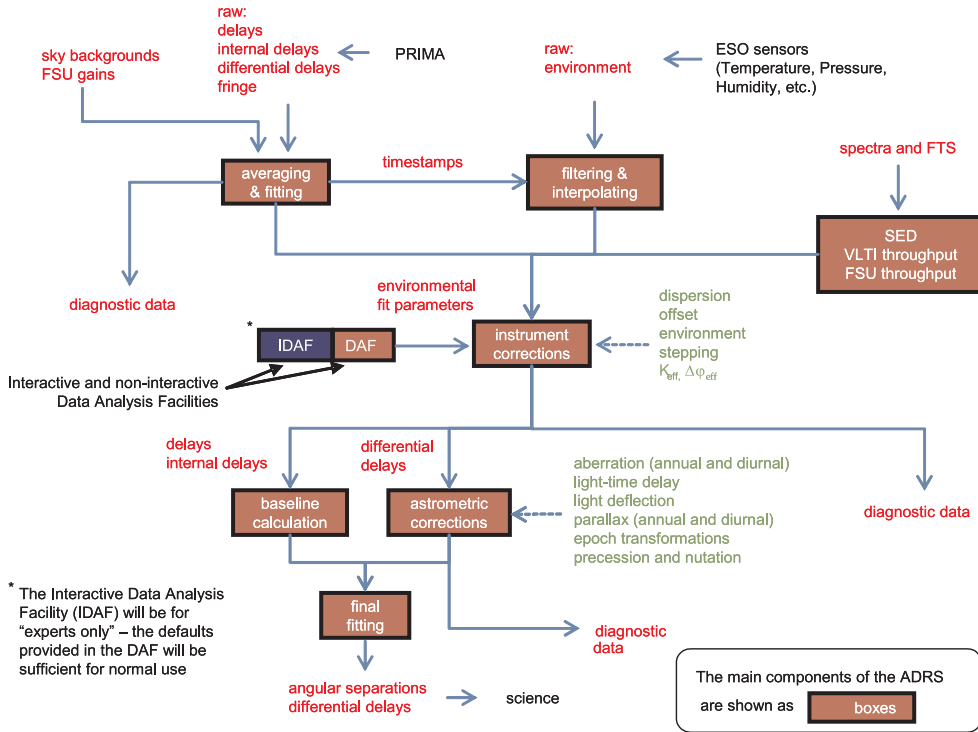 raw:
delays
internal delays
differential delays
fringe
PRIMA
sky backgrounds
FSU gains
raw:
environment
ESO sensors
(Temperature, Pressure,
Humidity, etc.)
spectra and FTS
averaging
& fitting
timestamps
filtering &
interpolating
SED
VLTI throughput
FSU throughput
diagnostic data
environmental
fit parameters
* IDAF DAF
instrument
corrections
dispersion
offset
environment
stepping
K_eff, Δφ_eff
Interactive and non-interactive
Data Analysis Facilities
delays
internal delays
differential
delays
baseline
calculation
astrometric
corrections
aberration (annual and diurnal)
light-time delay
light deflection
parallax (annual and diurnal)
epoch transformations
precession and nutation
diagnostic data
* The Interactive Data Analysis
Facility (IDAF) will be for
“experts only” – the defaults
provided in the DAF will be
sufficient for normal use
final
fitting
diagnostic
data
angular separations
differential delays
science
The main components of the ADRS
are shown as boxes